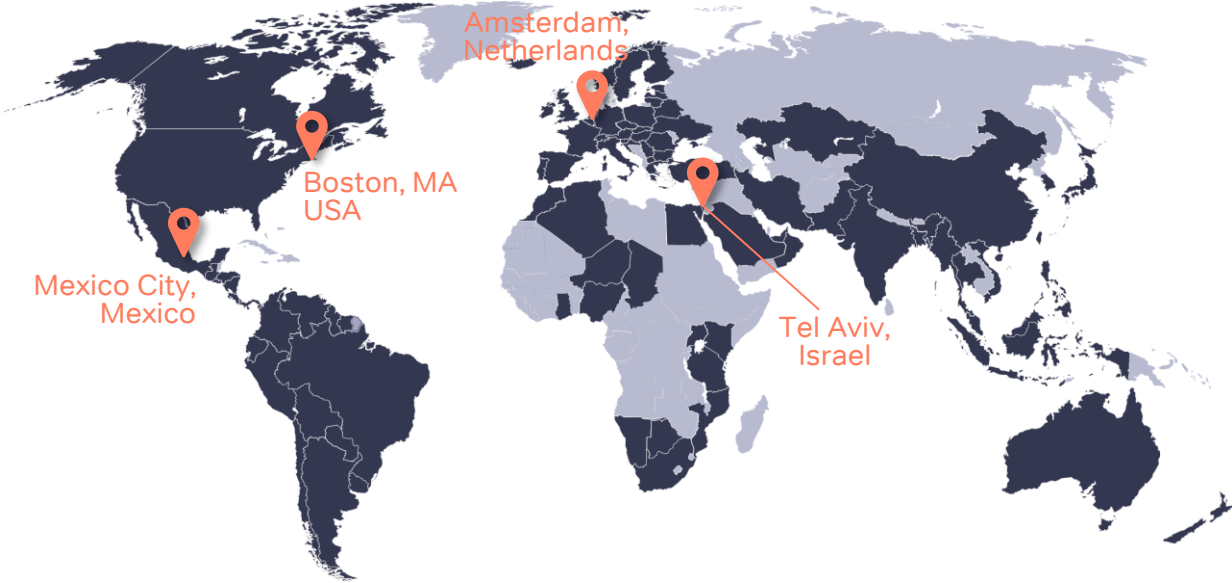 Amsterdam,
Netherlands
Boston, MA
USA
Mexico City,
Mexico
Tel Aviv,
Israel